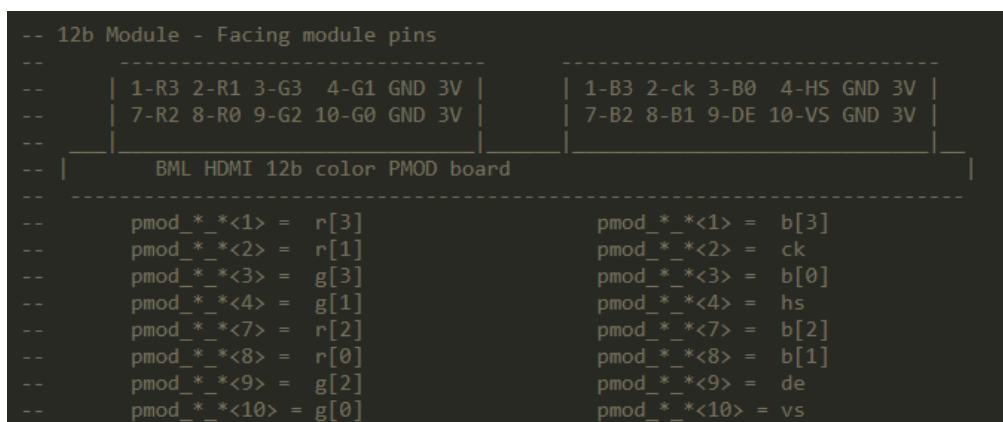 -- 12b Module - Facing module pins
--       -------------------------------       --------------------------------
--      | 1-R3 2-R1 3-G3  4-G1 GND 3V |       | 1-B3 2-ck 3-B0  4-HS GND 3V |
--      | 7-R2 8-R0 9-G2 10-G0 GND 3V |       | 7-B2 8-B1 9-DE 10-VS GND 3V |
--   ___|______________________________|_______|______________________________|__
-- |        BML HDMI 12b color PMOD board                                       |
--   ----------------------------------------------------------------------------
--        pmod_*_*<1> =  r[3]                    pmod_*_*<1> =  b[3]
--        pmod_*_*<2> =  r[1]                    pmod_*_*<2> =  ck
--        pmod_*_*<3> =  g[3]                    pmod_*_*<3> =  b[0]
--        pmod_*_*<4> =  g[1]                    pmod_*_*<4> =  hs
--        pmod_*_*<7> =  r[2]                    pmod_*_*<7> =  b[2]
--        pmod_*_*<8> =  r[0]                    pmod_*_*<8> =  b[1]
--        pmod_*_*<9> =  g[2]                    pmod_*_*<9> =  de
--        pmod_*_*<10> = g[0]                    pmod_*_*<10> = vs